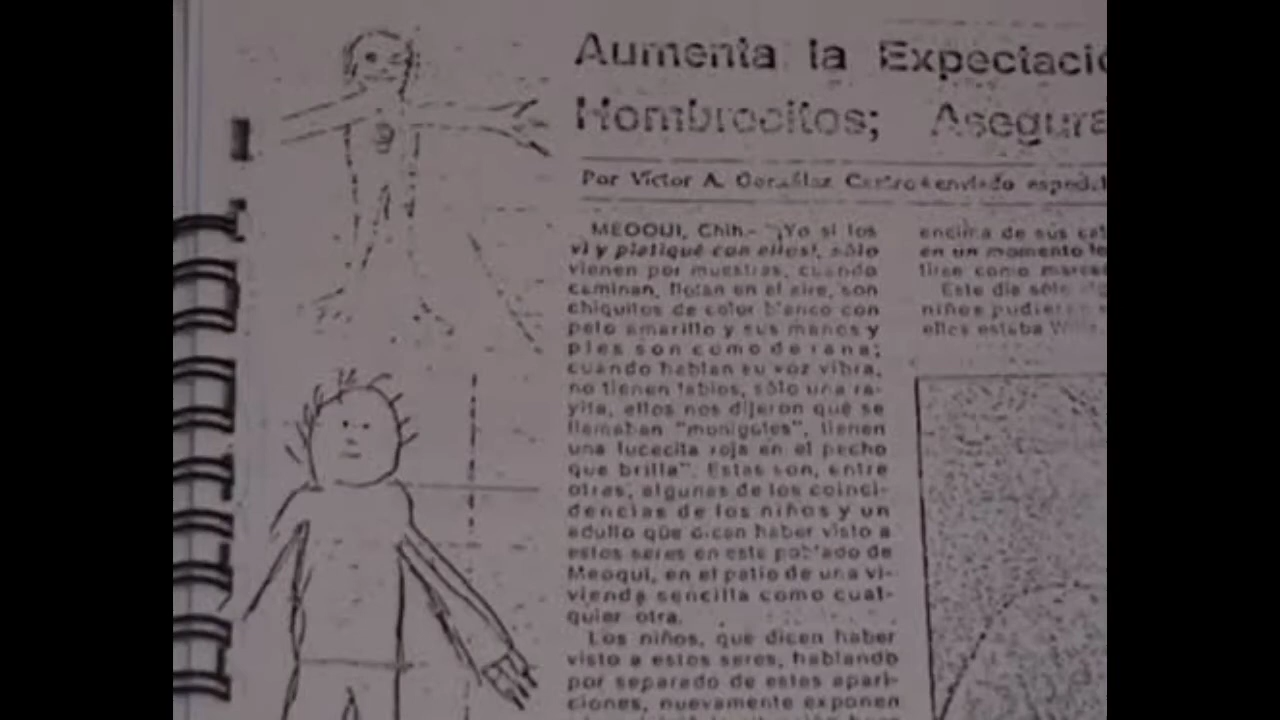 Aumenta la Expectació
Hombrecitos; Asegura
Por Víctor A. González Castro enviado especial
MEOQUI, Chih.- "¡Yo sí los
vi y platiqué con ellos!, sólo
vienen por muestras, cuando
caminan, flotan en el aire, son
chiquitos de color blanco con
pelo amarillo y sus manos y
pies son como de rana;
cuando hablan su voz vibra,
no tienen labios, sólo una ra-
yita, ellos nos dijeron que se
llamaban "monigotes", tienen
una lucecita roja en el pecho
que brilla". Estas son, entre
otras, algunas de los coinci-
dencias de los niños y un
adulto que dicen haber visto a
estos seres en este poblado de
Meoqui, en el patio de una vi-
vienda sencilla como cual-
quier otra.
Los niños, que dicen haber
visto a estos seres, hablando
por separado de estas apari-
ciones, nuevamente exponen
encima de sus
en un momento
tirse como
Este día sólo
niños
ellos estaba